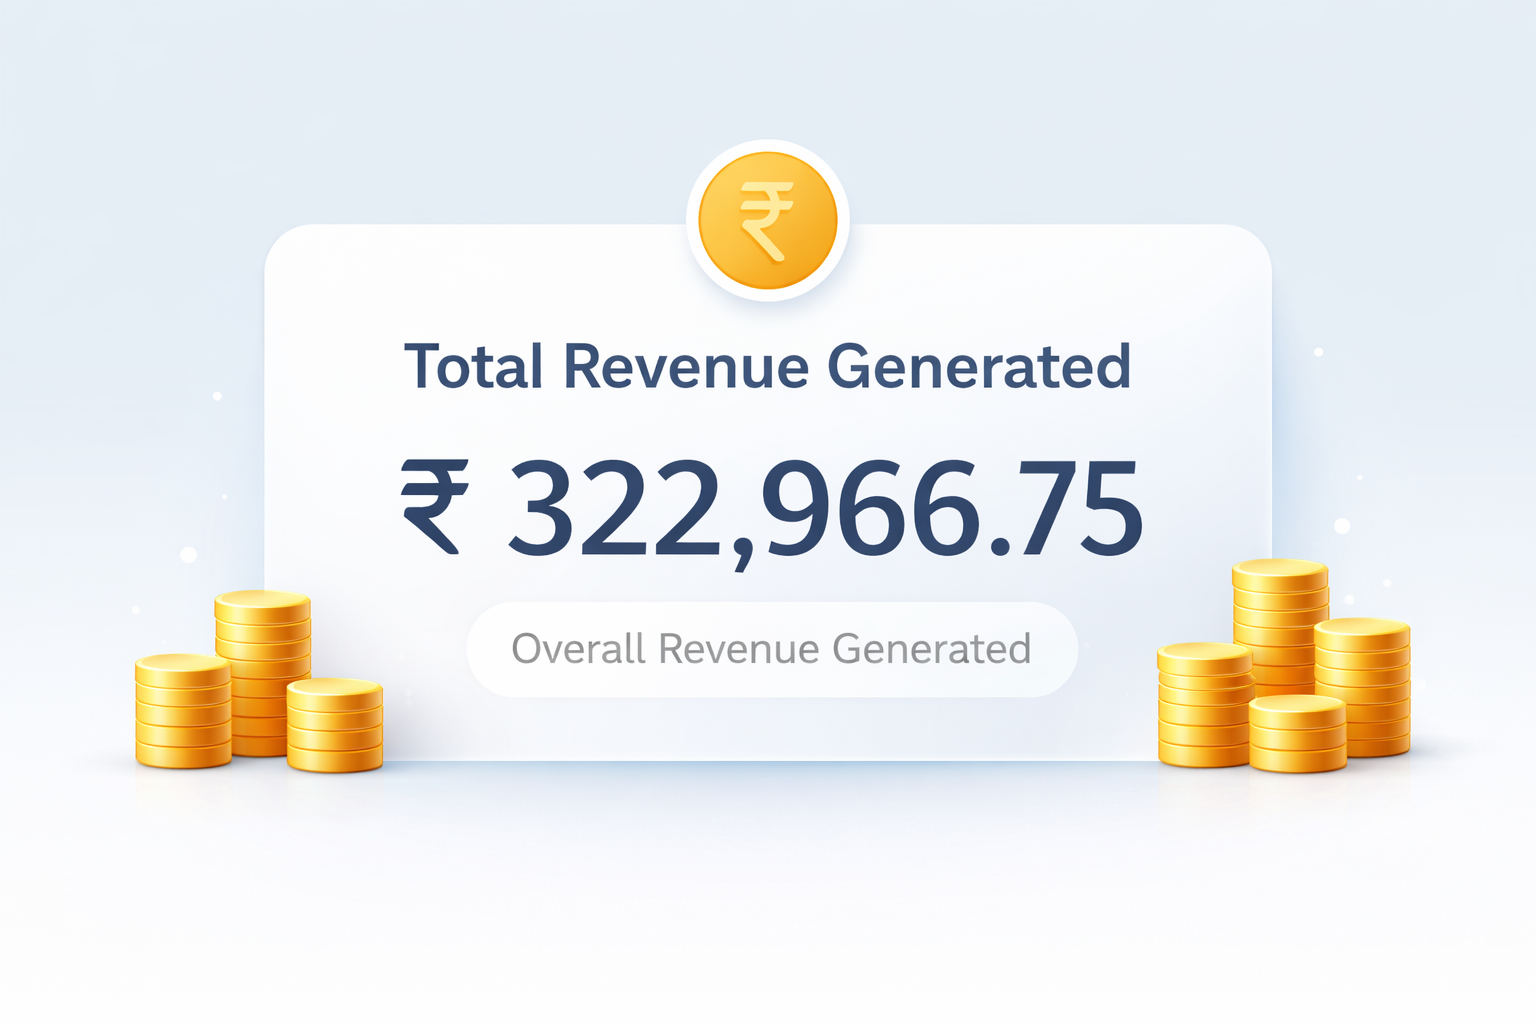 ₹
Total Revenue Generated
₹ 322,966.75
Overall Revenue Generated